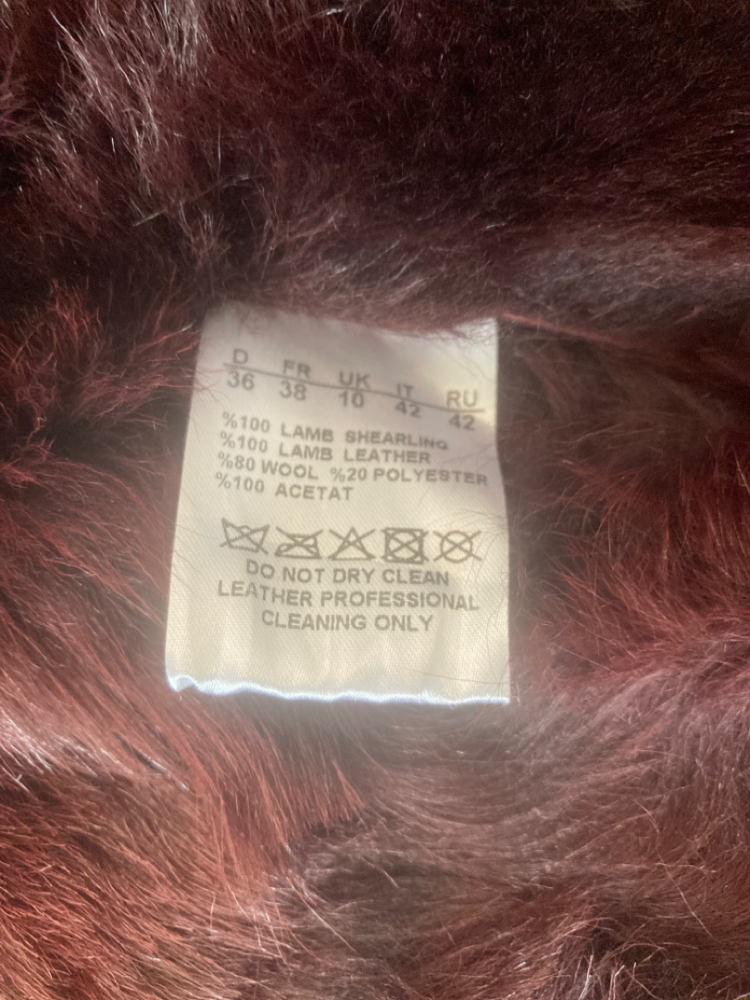 D FR UK IT RU
36 38 10 42 42
%100 LAMB SHEARLING
%100 LAMB LEATHER
%80 WOOL %20 POLYESTER
%100 ACETAT
DO NOT DRY CLEAN
LEATHER PROFESSIONAL
CLEANING ONLY